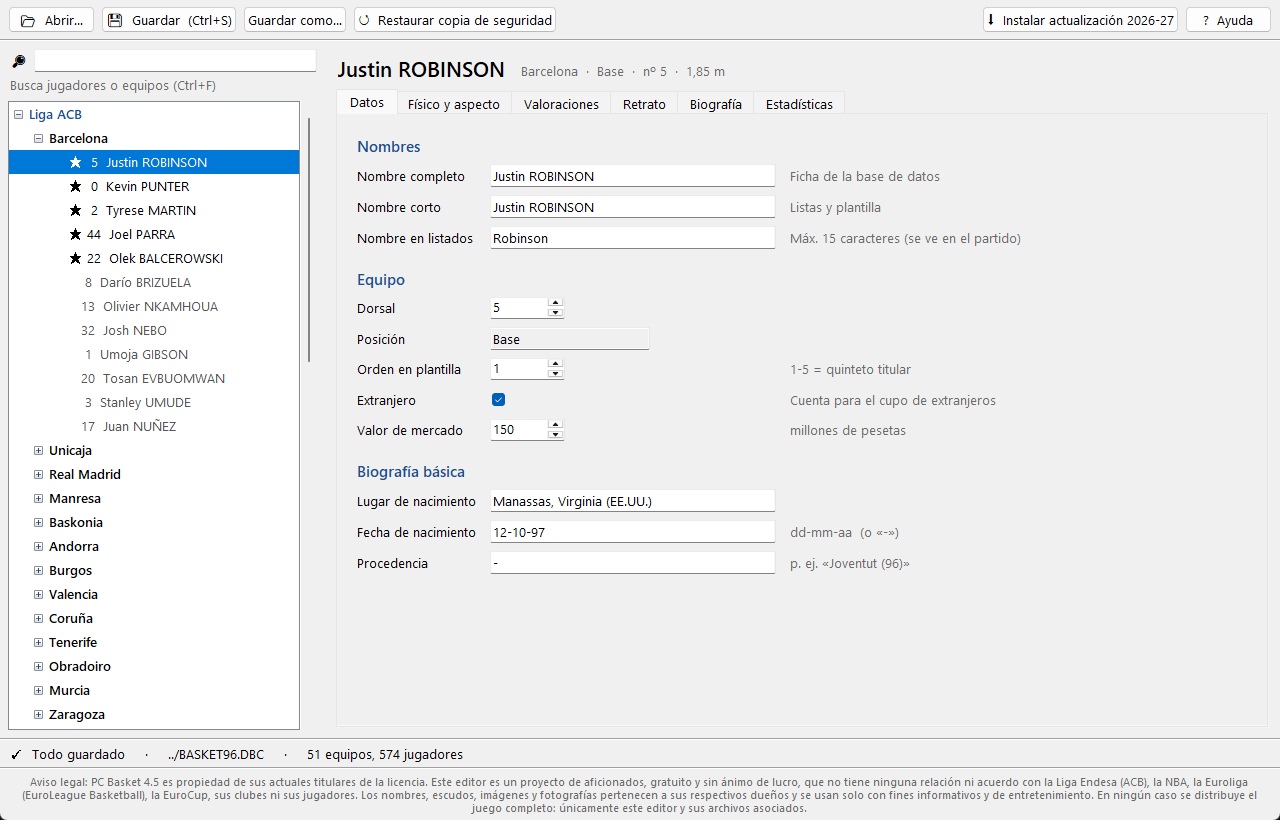 Abrir... Guardar (Ctrl+S) Guardar como... Restaurar copia de seguridad Instalar actualización 2026-27 ? Ayuda
Busca jugadores o equipos (Ctrl+F)
Liga ACB
Barcelona
★ 5 Justin ROBINSON
★ 0 Kevin PUNTER
★ 2 Tyrese MARTIN
★ 44 Joel PARRA
★ 22 Olek BALCEROWSKI
8 Darío BRIZUELA
13 Olivier NKAMHOUA
32 Josh NEBO
1 Umoja GIBSON
20 Tosan EVBUOMWAN
3 Stanley UMUDE
17 Juan NUÑEZ
Unicaja
Real Madrid
Manresa
Baskonia
Andorra
Burgos
Valencia
Coruña
Tenerife
Obradoiro
Murcia
Zaragoza
Justin ROBINSON Barcelona · Base · nº 5 · 1,85 m
Datos Físico y aspecto Valoraciones Retrato Biografía Estadísticas
Nombres
Nombre completo Justin ROBINSON Ficha de la base de datos
Nombre corto Justin ROBINSON Listas y plantilla
Nombre en listados Robinson Máx. 15 caracteres (se ve en el partido)
Equipo
Dorsal 5
Posición Base
Orden en plantilla 1 1-5 = quinteto titular
Extranjero Cuenta para el cupo de extranjeros
Valor de mercado 150 millones de pesetas
Biografía básica
Lugar de nacimiento Manassas, Virginia (EE.UU.)
Fecha de nacimiento 12-10-97 dd-mm-aa (o «-»)
Procedencia - p. ej. «Joventut (96)»
✓ Todo guardado · ../BASKET96.DBC · 51 equipos, 574 jugadores
Aviso legal: PC Basket 4.5 es propiedad de sus actuales titulares de la licencia. Este editor es un proyecto de aficionados, gratuito y sin ánimo de lucro, que no tiene ninguna relación ni acuerdo con la Liga Endesa (ACB), la NBA, la Euroliga
(EuroLeague Basketball), la EuroCup, sus clubes ni sus jugadores. Los nombres, escudos, imágenes y fotografías pertenecen a sus respectivos dueños y se usan solo con fines informativos y de entretenimiento. En ningún caso se distribuye el
juego completo: únicamente este editor y sus archivos asociados.